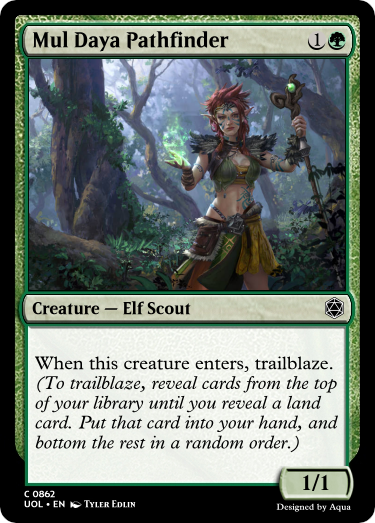 Mul Daya Pathfinder 1
Creature — Elf Scout
When this creature enters, trailblaze.
(To trailblaze, reveal cards from the top
of your library until you reveal a land
card. Put that card into your hand, and
bottom the rest in a random order.)
1/1
C 0862
UOL • EN Tyler Edlin
Designed by Aqua